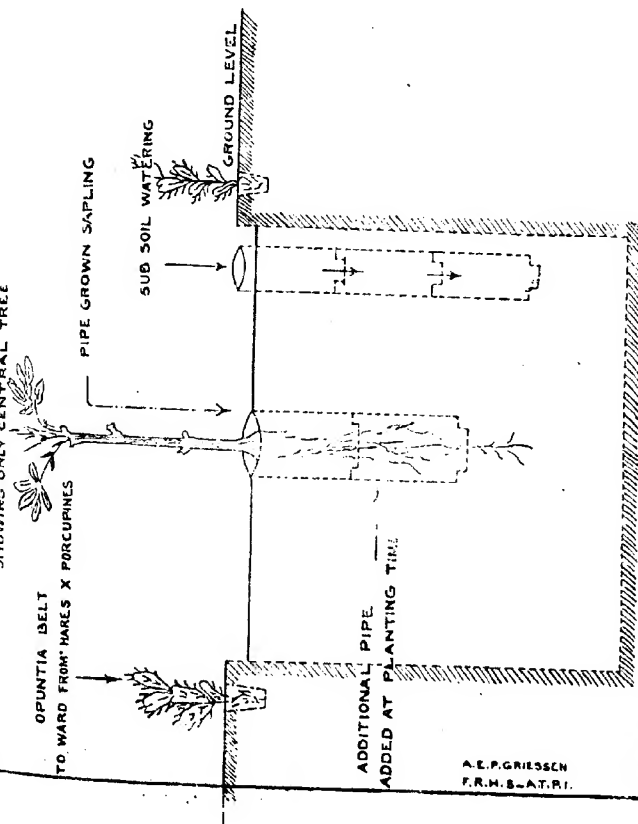 SHOWING ONLY CENTRAL TREE
OPUNTIA BELT
TO WARD FROM HARES X PORCUPINES
PIPE GROWN SAPLING
SUB SOIL WATERING
GROUND LEVEL
ADDITIONAL PIPE
ADDED AT PLANTING TIME
A.E.P.GRIESSEN
F.R.H.S.-A.T.P.I.